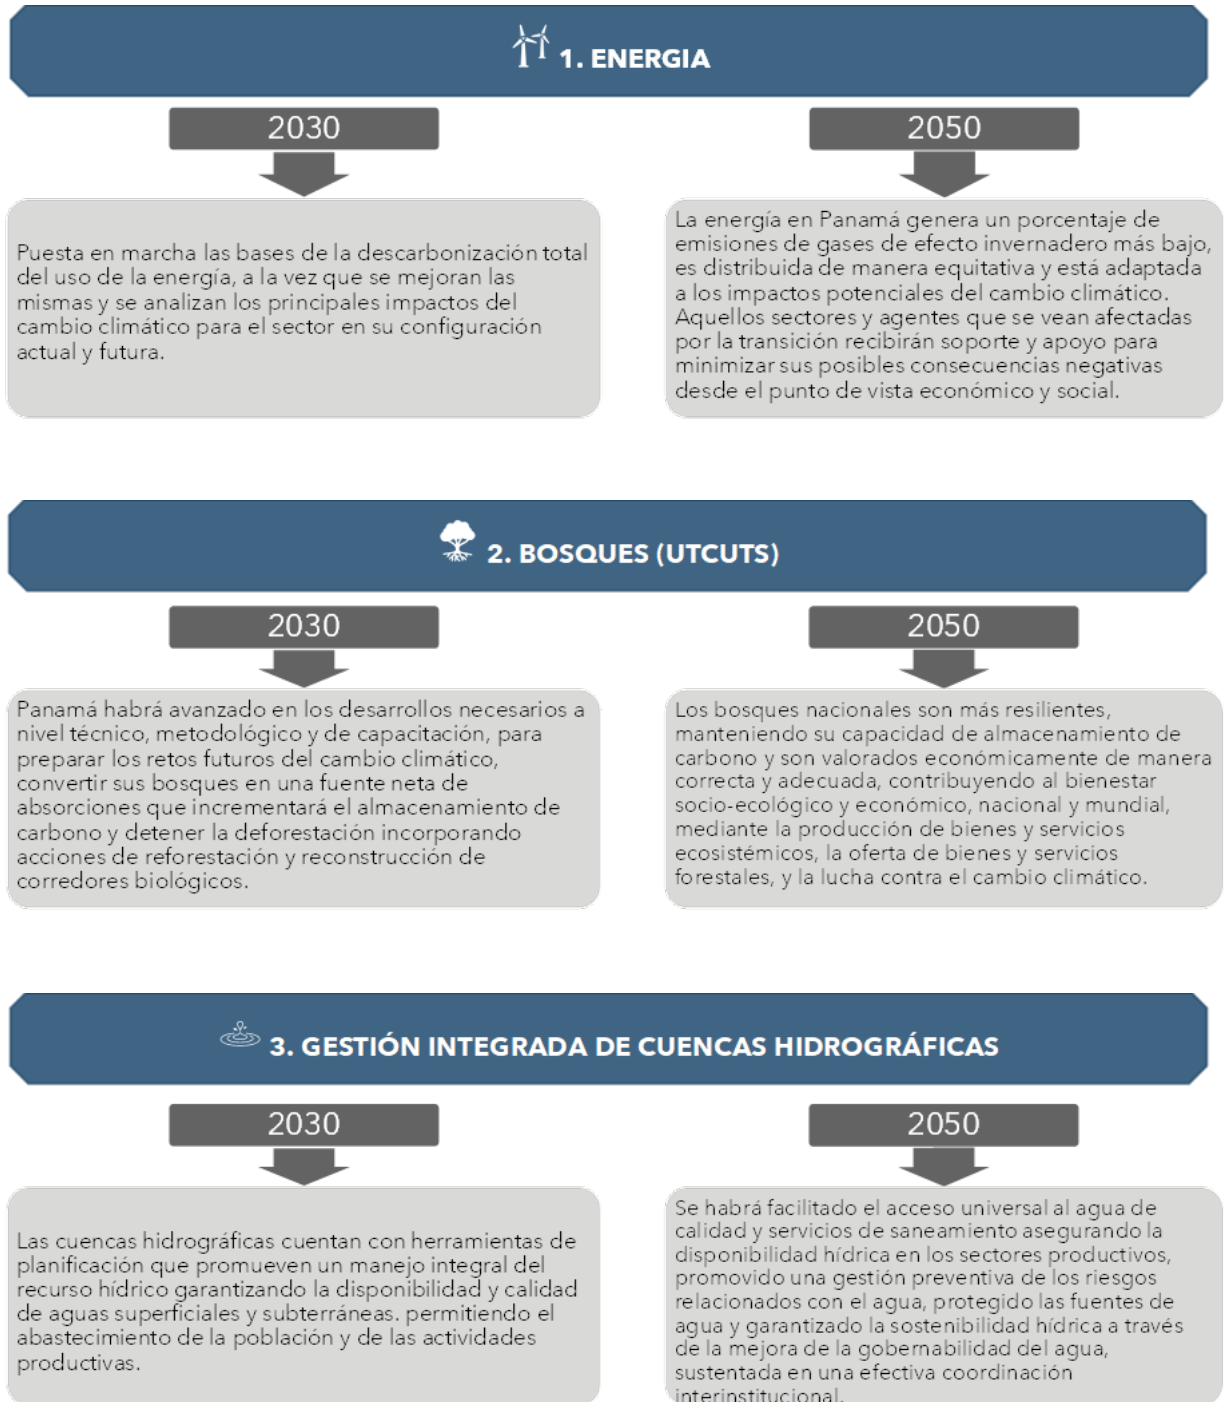 1. ENERGIA
2030
Puesta en marcha las bases de la descarbonización total
del uso de la energía, a la vez que se mejoran las
mismas y se analizan los principales impactos del
cambio climático para el sector en su configuración
actual y futura.
2050
La energía en Panamá genera un porcentaje de
emisiones de gases de efecto invernadero más bajo,
es distribuida de manera equitativa y está adaptada
a los impactos potenciales del cambio climático.
Aquellos sectores y agentes que se vean afectadas
por la transición recibirán soporte y apoyo para
minimizar sus posibles consecuencias negativas
desde el punto de vista económico y social.
2. BOSQUES (UTCUTS)
2030
Panamá habrá avanzado en los desarrollos necesarios a
nivel técnico, metodológico y de capacitación, para
preparar los retos futuros del cambio climático,
convertir sus bosques en una fuente neta de
absorciones que incrementará el almacenamiento de
carbono y detener la deforestación incorporando
acciones de reforestación y reconstrucción de
corredores biológicos.
2050
Los bosques nacionales son más resilientes,
manteniendo su capacidad de almacenamiento de
carbono y son valorados económicamente de manera
correcta y adecuada, contribuyendo al bienestar
socio-ecológico y económico, nacional y mundial,
mediante la producción de bienes y servicios
ecosistémicos, la oferta de bienes y servicios
forestales, y la lucha contra el cambio climático.
3. GESTIÓN INTEGRADA DE CUENCAS HIDROGRÁFICAS
2030
Las cuencas hidrográficas cuentan con herramientas de
planificación que promueven un manejo integral del
recurso hídrico garantizando la disponibilidad y calidad
de aguas superficiales y subterráneas. permitiendo el
abastecimiento de la población y de las actividades
productivas.
2050
Se habrá facilitado el acceso universal al agua de
calidad y servicios de saneamiento asegurando la
disponibilidad hídrica en los sectores productivos,
promovido una gestión preventiva de los riesgos
relacionados con el agua, protegido las fuentes de
agua y garantizado la sostenibilidad hídrica a través
de la mejora de la gobernabilidad del agua,
sustentada en una efectiva coordinación
interinstitucional.